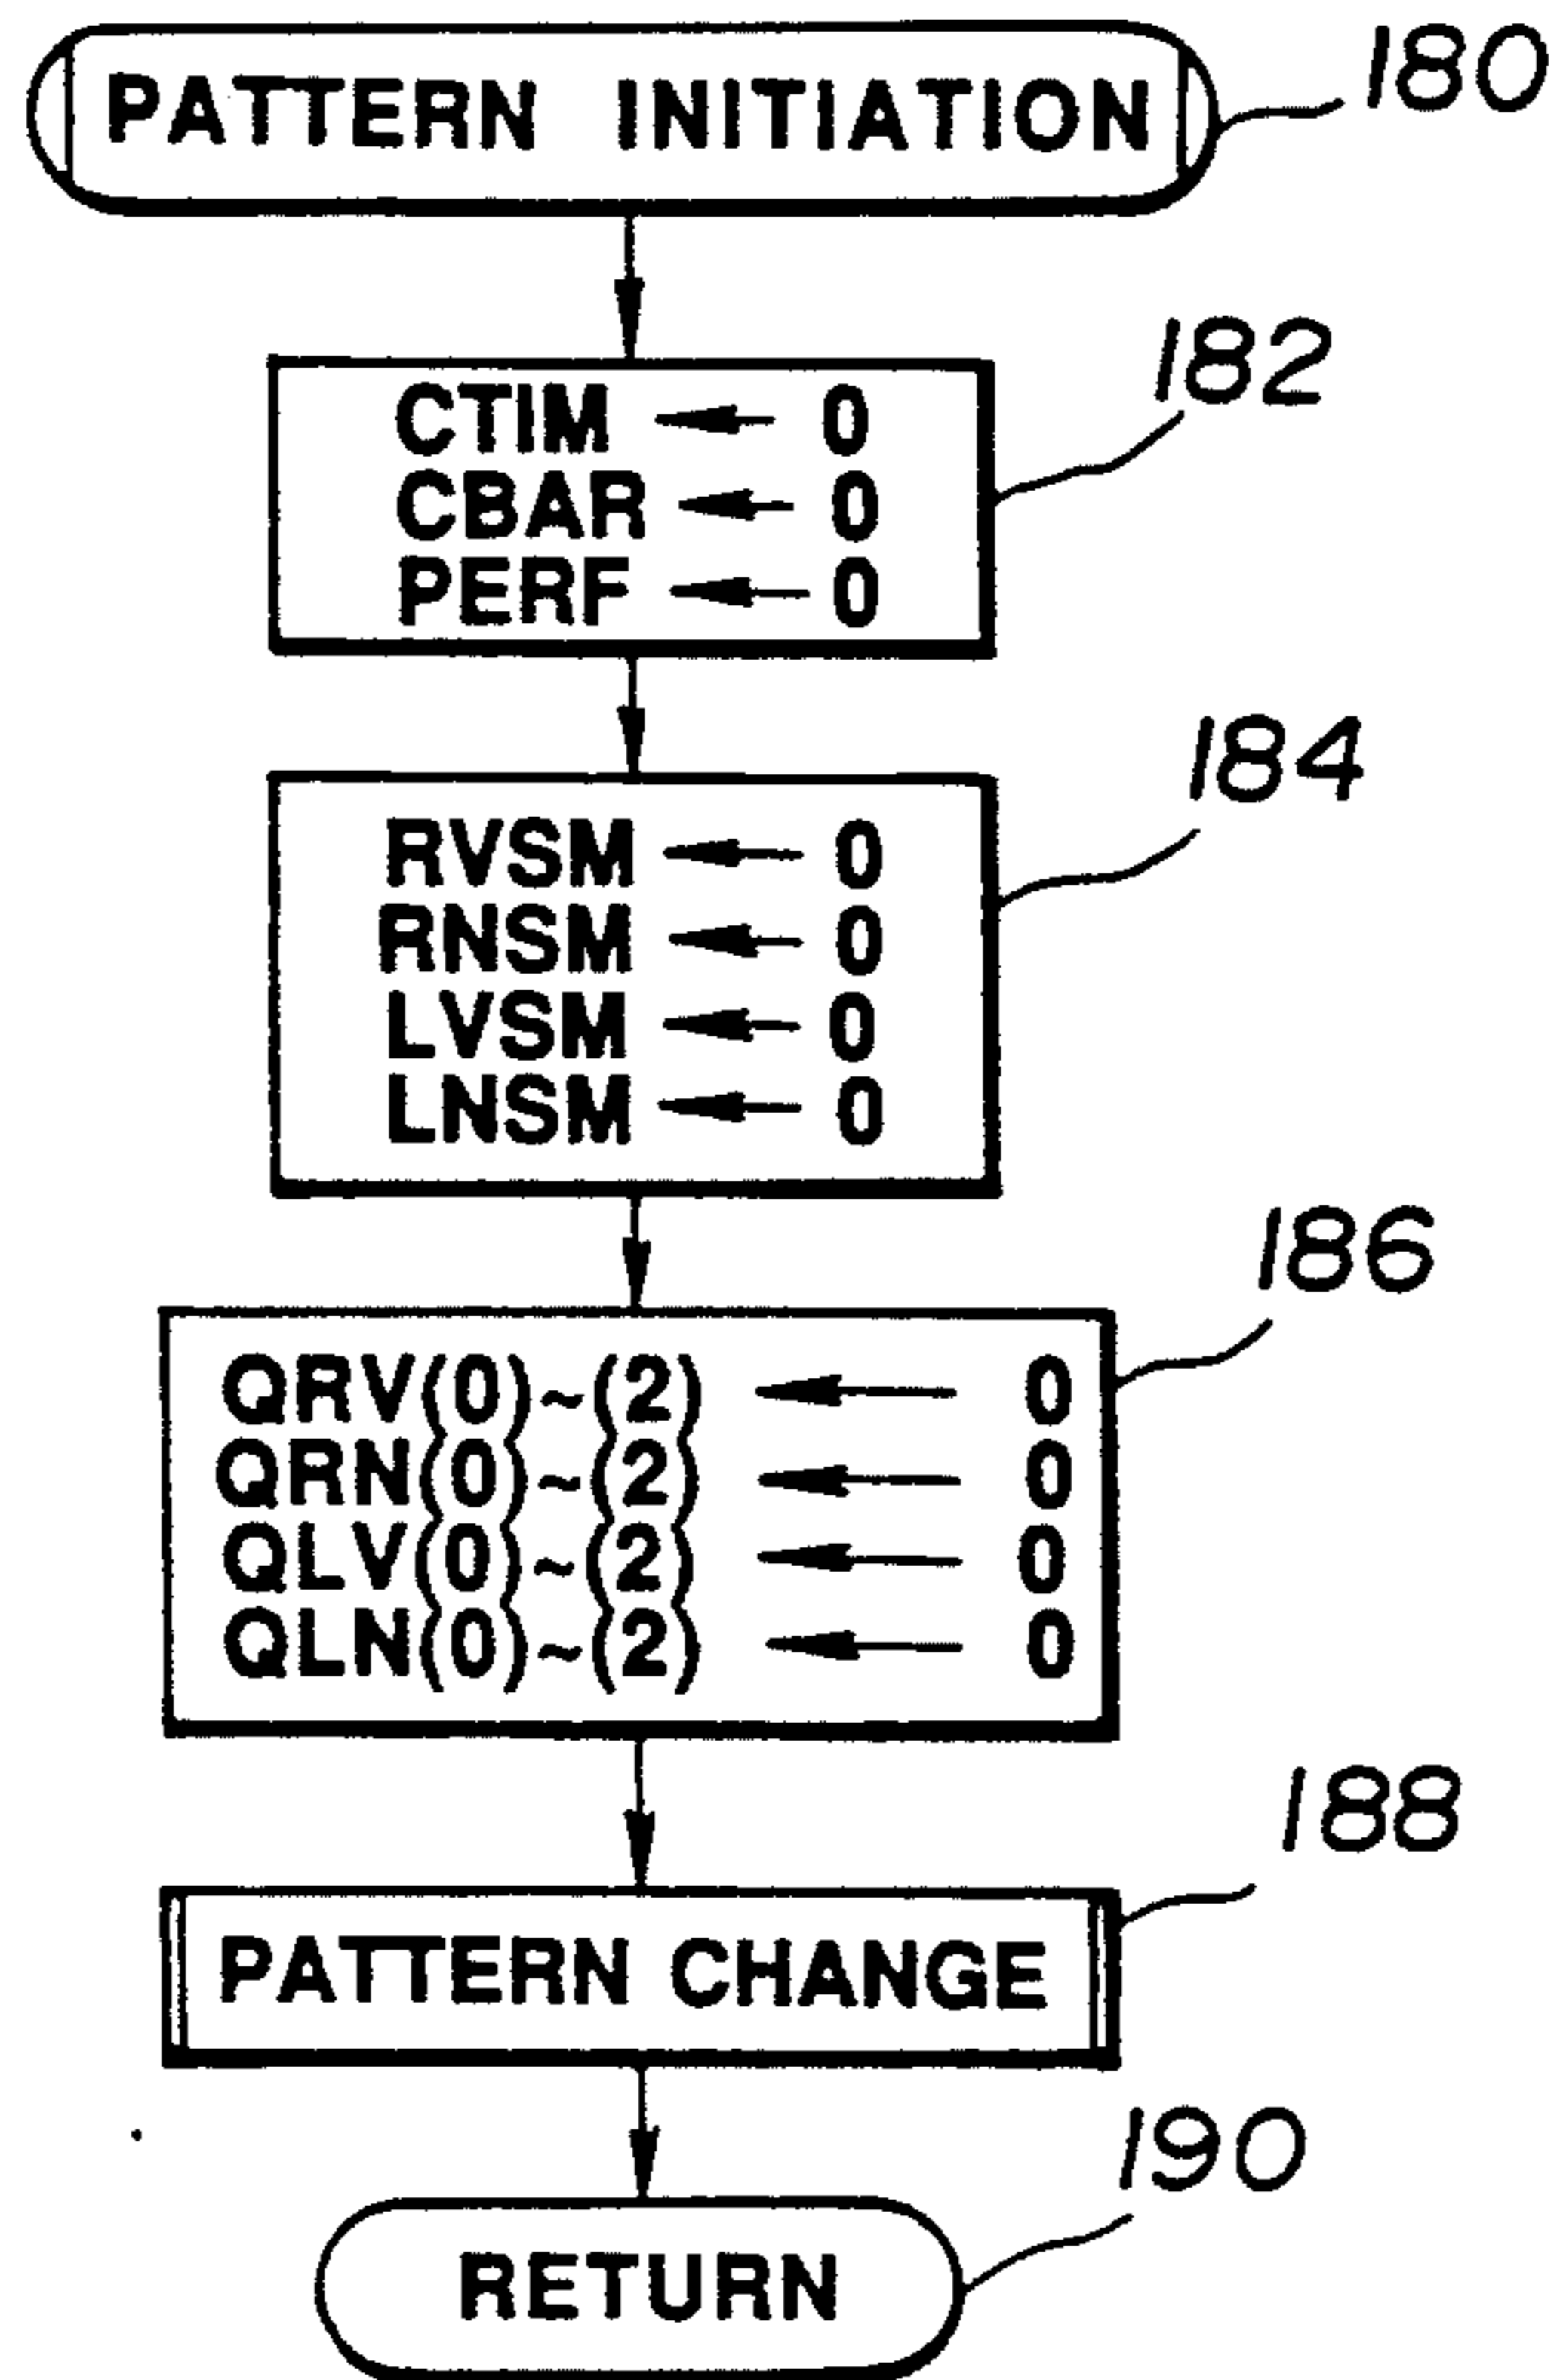 PATTERN INITIATION
180
182
CTIM ← 0
CBAR ← 0
PERF ← 0
184
RVSM ← 0
RNSM ← 0
LVSM ← 0
LNSM ← 0
186
QRV(0)~(2) ← 0
QRN(0)~(2) ← 0
QLV(0)~(2) ← 0
QLN(0)~(2) ← 0
188
PATTERN CHANGE
190
RETURN